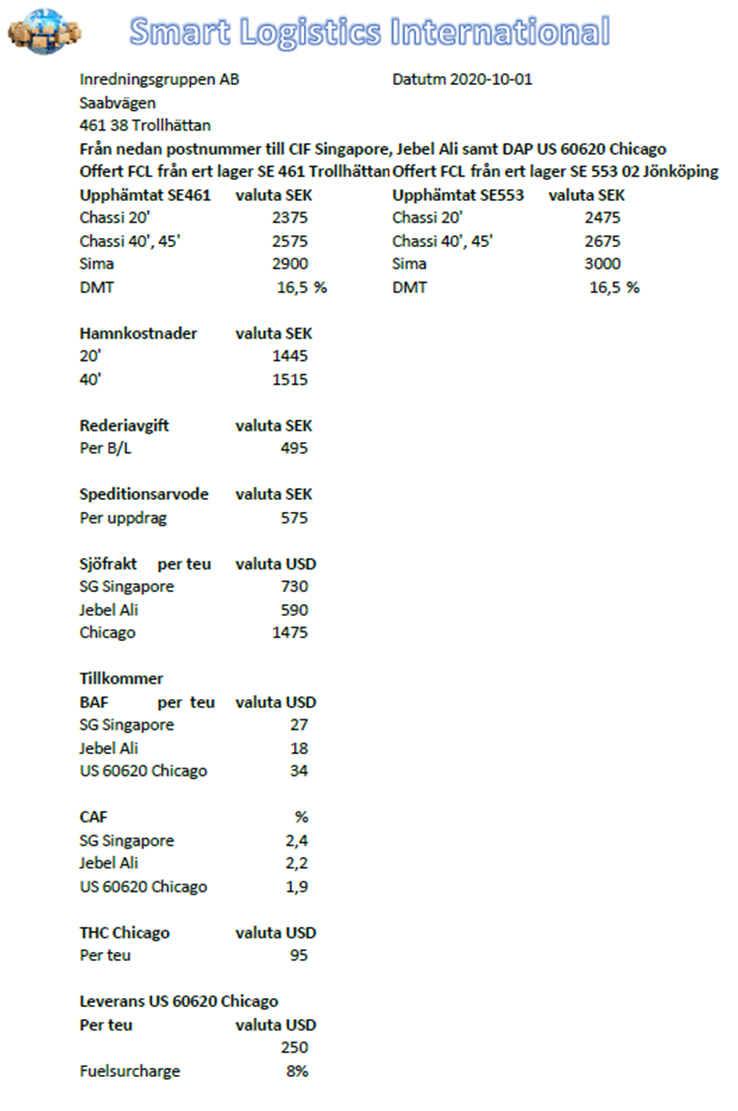 Smart Logistics International
Inredningsgruppen AB Datutm 2020-10-01
Saabvägen
461 38 Trollhättan
Från nedan postnummer till CIF Singapore, Jebel Ali samt DAP US 60620 Chicago
Offert FCL från ert lager SE 461 Trollhättan Offert FCL från ert lager SE 553 02 Jönköping
Upphämtat SE461 valuta SEK Upphämtat SE553 valuta SEK
Chassi 20' 2375 Chassi 20' 2475
Chassi 40', 45' 2575 Chassi 40', 45' 2675
Sima 2900 Sima 3000
DMT 16,5 % DMT 16,5 %
Hamnkostnader valuta SEK
20' 1445
40' 1515
Rederiavgift valuta SEK
Per B/L 495
Speditionsarvode valuta SEK
Per uppdrag 575
Sjöfrakt per teu valuta USD
SG Singapore 730
Jebel Ali 590
Chicago 1475
Tillkommer
BAF per teu valuta USD
SG Singapore 27
Jebel Ali 18
US 60620 Chicago 34
CAF %
SG Singapore 2,4
Jebel Ali 2,2
US 60620 Chicago 1,9
THC Chicago valuta USD
Per teu 95
Leverans US 60620 Chicago
Per teu valuta USD
250
Fuelsurcharge 8%